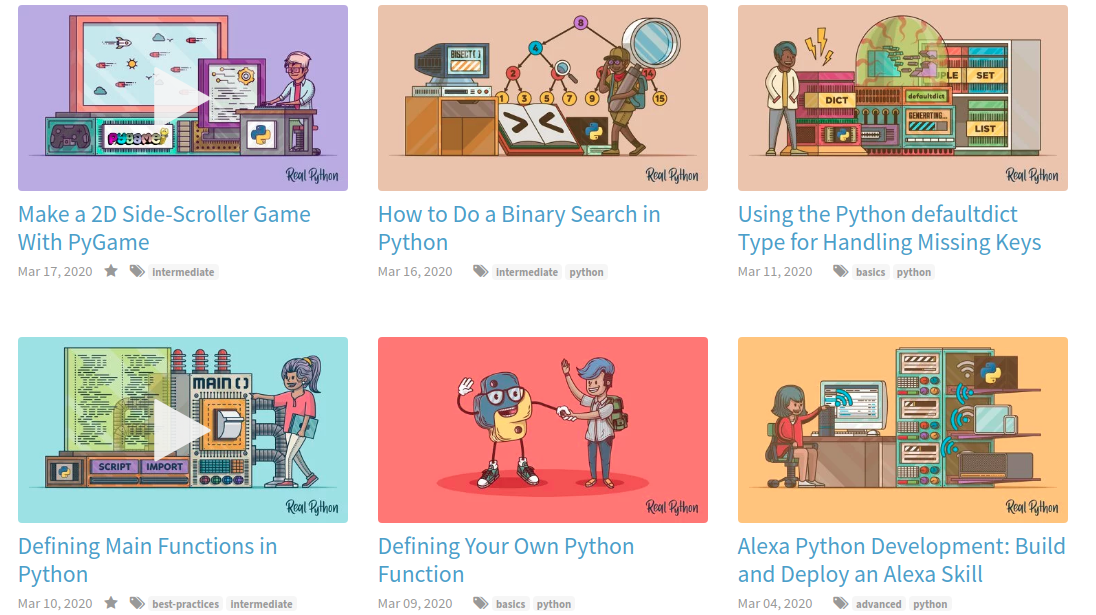 PYGAME
Real Python
8
4
BISECT()
2
6
14
1
3
5
7
9
15
Real Python
DICT
defaultdict
GENERATING...
SET
LIST
Real Python
Make a 2D Side-Scroller Game
With PyGame
Mar 17, 2020
intermediate
How to Do a Binary Search in
Python
Mar 16, 2020
intermediate python
Using the Python defaultdict
Type for Handling Missing Keys
Mar 11, 2020
basics python
MAIN()
SCRIPT IMPORT
Real Python
Real Python
Real Python
Defining Main Functions in
Python
Mar 10, 2020
best-practices intermediate
Defining Your Own Python
Function
Mar 09, 2020
basics python
Alexa Python Development: Build
and Deploy an Alexa Skill
Mar 04, 2020
advanced python